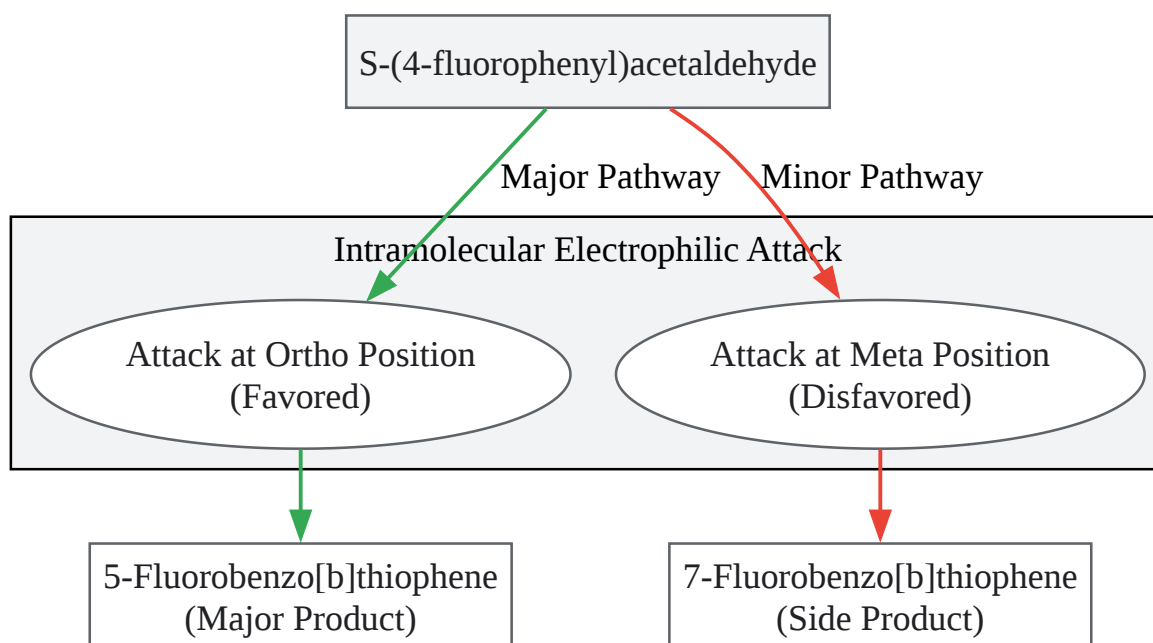 S-(4-fluorophenyl)acetaldehyde
Major Pathway
Minor Pathway
Intramolecular Electrophilic Attack
Attack at Ortho Position
(Favored)
Attack at Meta Position
(Disfavored)
5-Fluorobenzo[b]thiophene
(Major Product)
7-Fluorobenzo[b]thiophene
(Side Product)